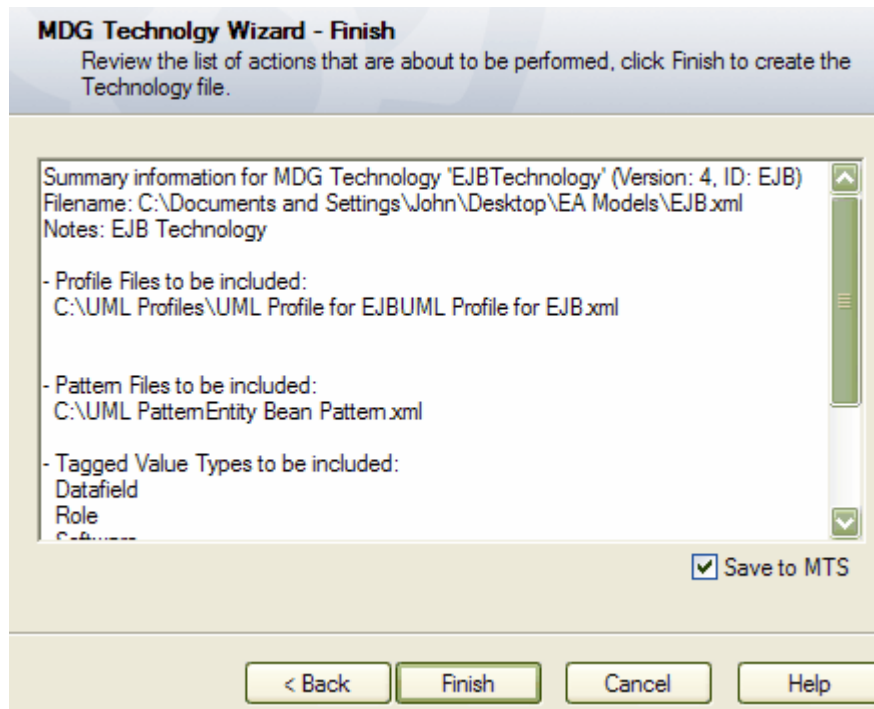 MDG Technolgy Wizard - Finish
Review the list of actions that are about to be performed, click Finish to create the
Technology file.
Summary information for MDG Technology 'EJBTechnology' (Version: 4, ID: EJB)
Filename: C:\Documents and Settings\John\Desktop\EA Models\EJB.xml
Notes: EJB Technology
- Profile Files to be included:
C:\UML Profiles\UML Profile for EJBUML Profile for EJB.xml
- Pattern Files to be included:
C:\UML PatternEntity Bean Pattern.xml
- Tagged Value Types to be included:
Datafield
Role
Save to MTS
< Back Finish Cancel Help